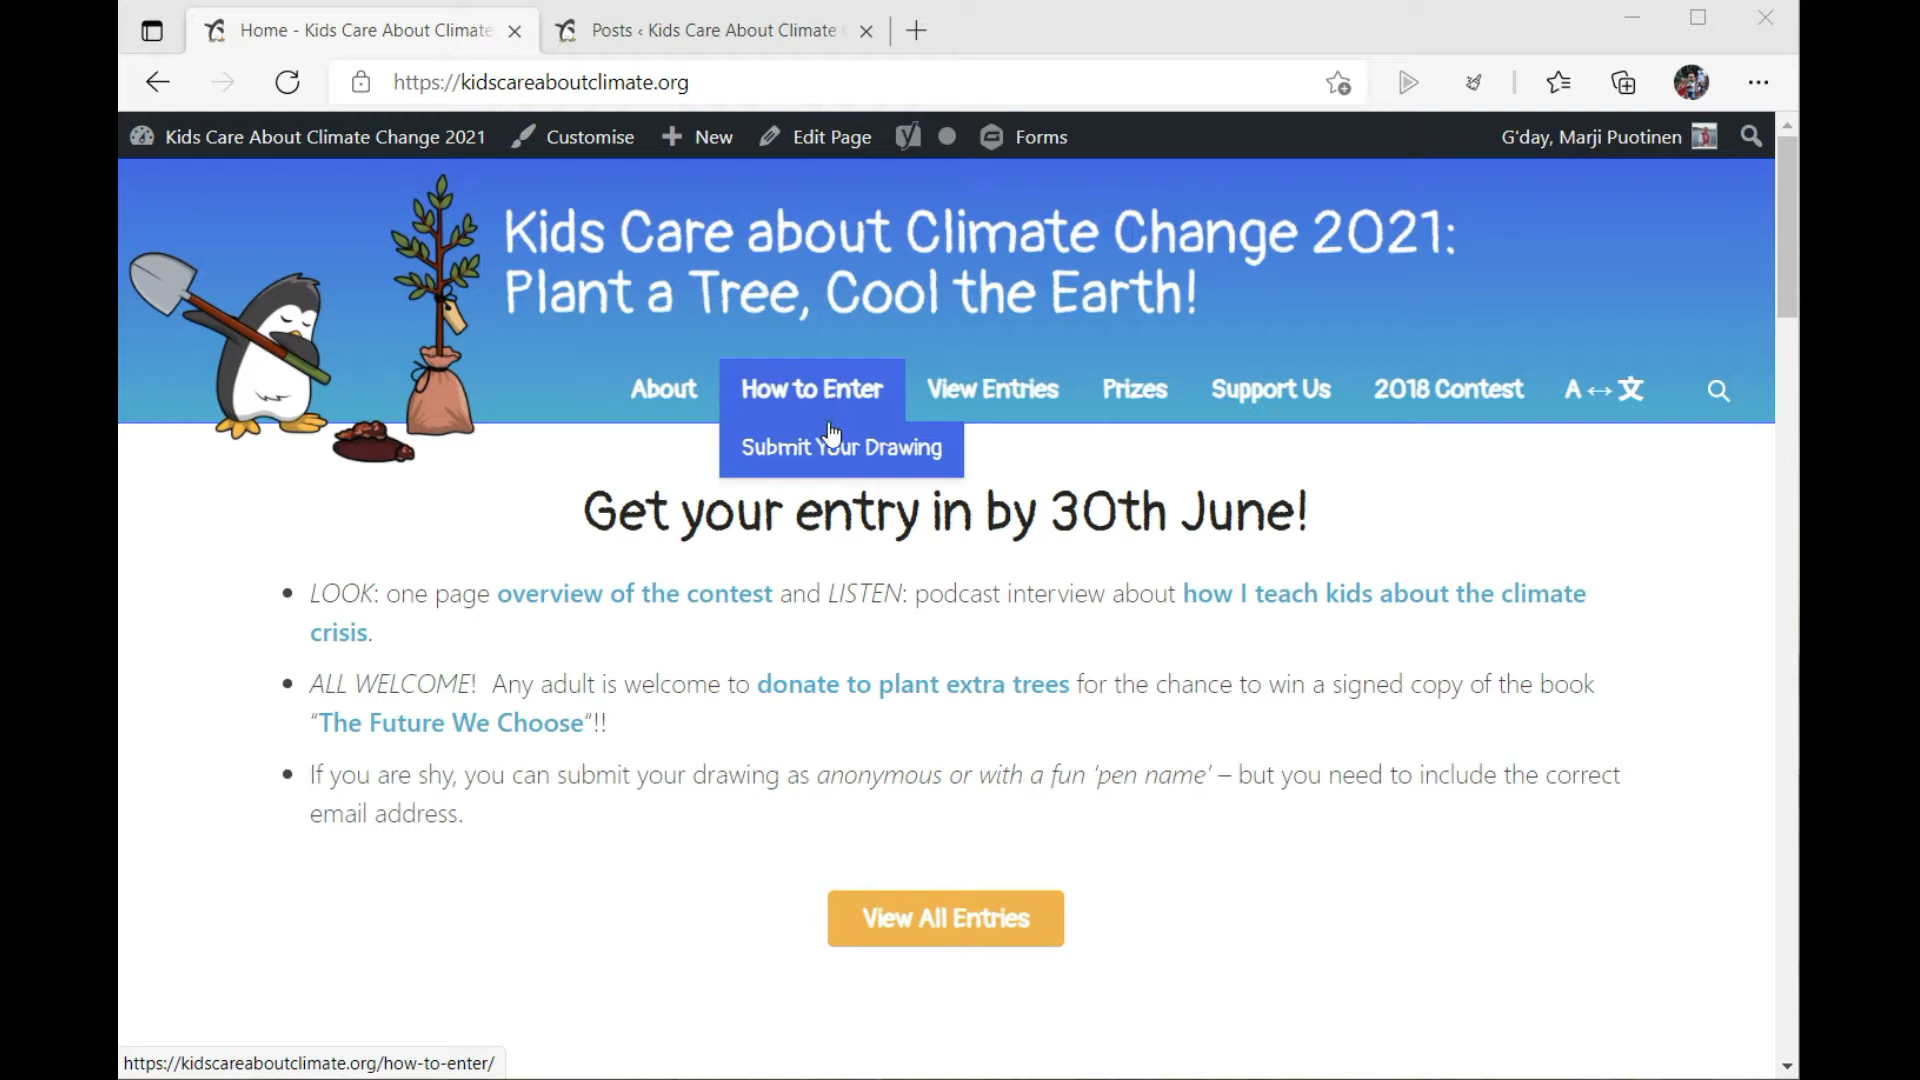 Home - Kids Care About Climate
Posts ‹ Kids Care About Climate
https://kidscareaboutclimate.org
Kids Care About Climate Change 2021 Customise New Edit Page Forms G'day, Marji Puotinen
Kids Care about Climate Change 2021:
Plant a Tree, Cool the Earth!
About How to Enter View Entries Prizes Support Us 2018 Contest A ↔ 文
Submit Your Drawing
Get your entry in by 30th June!
• LOOK: one page overview of the contest and LISTEN: podcast interview about how I teach kids about the climate
crisis.
• ALL WELCOME!  Any adult is welcome to donate to plant extra trees for the chance to win a signed copy of the book
“The Future We Choose“!!
• If you are shy, you can submit your drawing as anonymous or with a fun ‘pen name’ – but you need to include the correct
email address.
View All Entries
https://kidscareaboutclimate.org/how-to-enter/